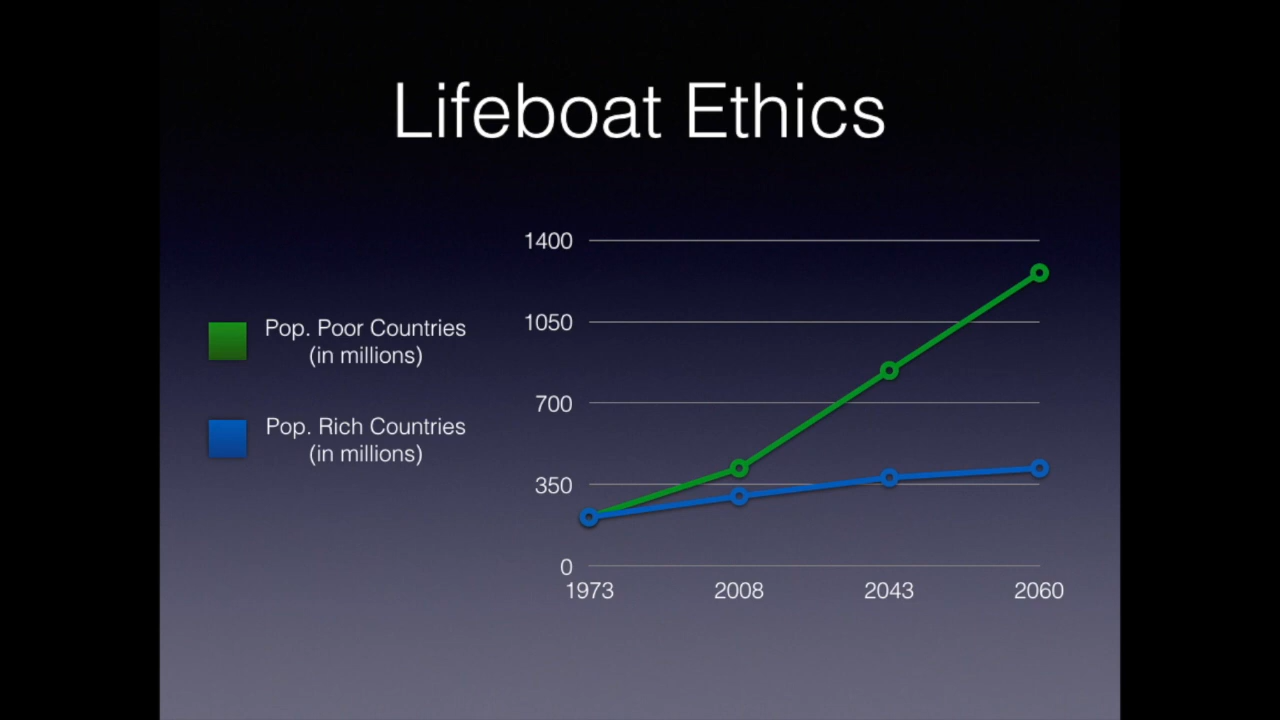 Lifeboat Ethics
Pop. Poor Countries
(in millions)
Pop. Rich Countries
(in millions)
1400
1050
700
350
0
1973 2008 2043 2060